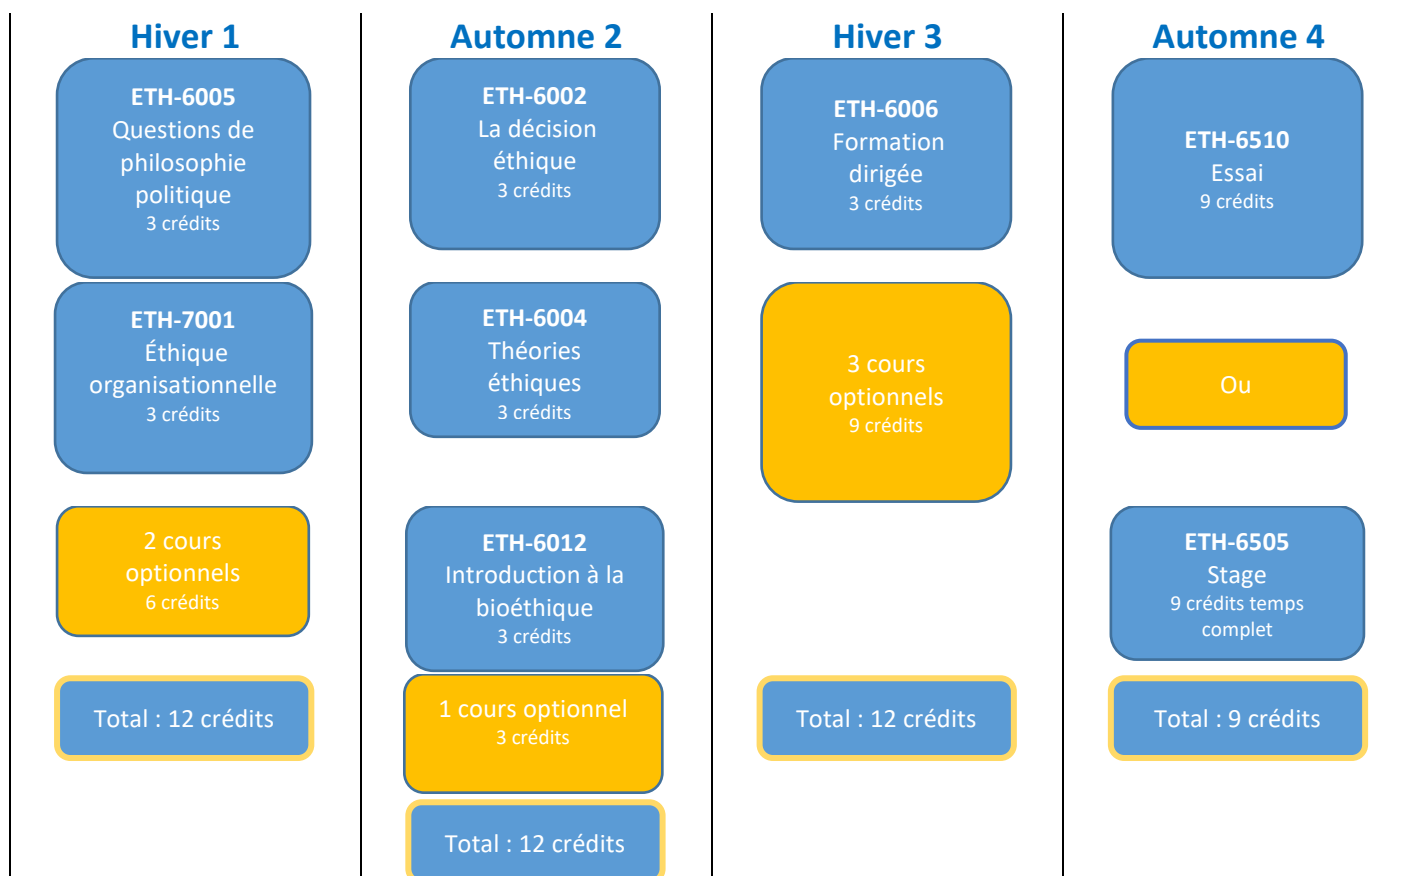 Hiver 1
ETH-6005
Questions de
philosophie
politique
3 crédits
ETH-7001
Éthique
organisationnelle
3 crédits
2 cours
optionnels
6 crédits
Total : 12 crédits
Automne 2
ETH-6002
La décision
éthique
3 crédits
ETH-6004
Théories
éthiques
3 crédits
ETH-6012
Introduction à la
bioéthique
3 crédits
1 cours optionnel
3 crédits
Total : 12 crédits
Hiver 3
ETH-6006
Formation
dirigée
3 crédits
3 cours
optionnels
9 crédits
Total : 12 crédits
Automne 4
ETH-6510
Essai
9 crédits
Ou
ETH-6505
Stage
9 crédits temps
complet
Total : 9 crédits